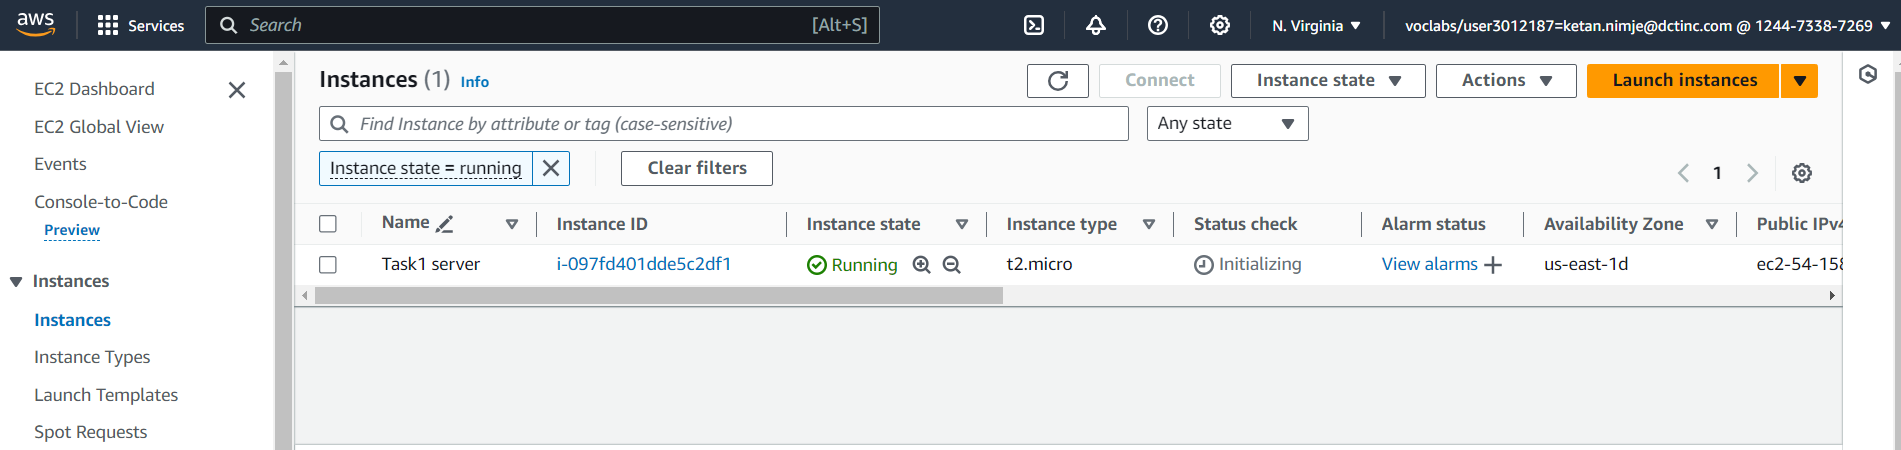 aws Services Search [Alt+S] N. Virginia voclabs/user3012187=ketan.nimje@dctinc.com @ 1244-7338-7269
EC2 Dashboard
EC2 Global View
Events
Console-to-Code
Preview
Instances
Instances
Instance Types
Launch Templates
Spot Requests
Instances (1) Info Connect Instance state Actions Launch instances
Find Instance by attribute or tag (case-sensitive) Any state
Instance state = running Clear filters
1
Name Instance ID Instance state Instance type Status check Alarm status Availability Zone Public IPv4
Task1 server i-097fd401dde5c2df1 Running t2.micro Initializing View alarms us-east-1d ec2-54-158